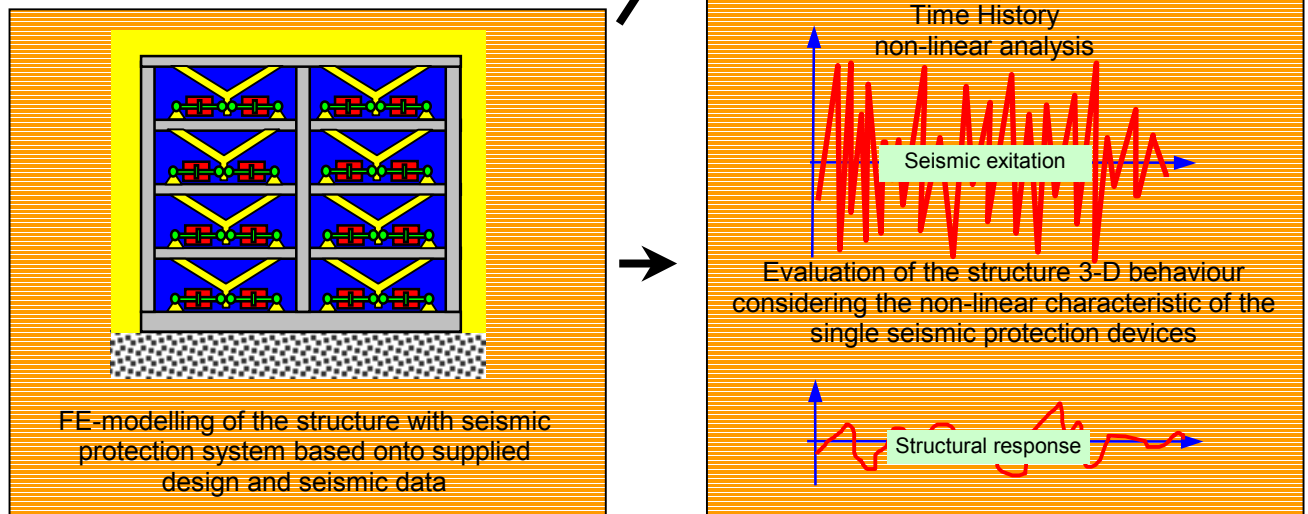 FE-modelling of the structure with seismic
protection system based onto supplied
design and seismic data
Time History
non-linear analysis
Seismic exitation
Evaluation of the structure 3-D behaviour
considering the non-linear characteristic of the
single seismic protection devices
Structural response